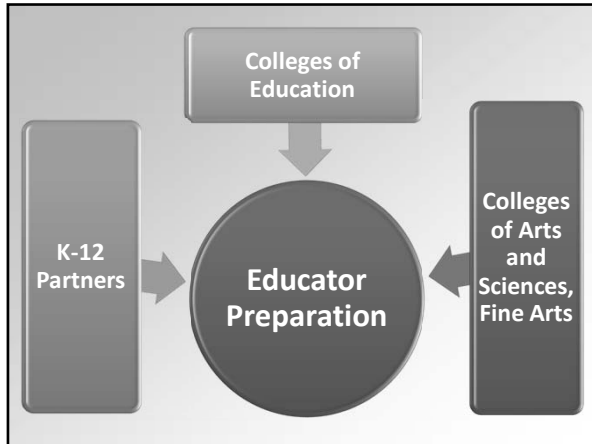 Colleges of
Education
K-12
Partners
Educator
Preparation
Colleges
of Arts
and
Sciences,
Fine Arts